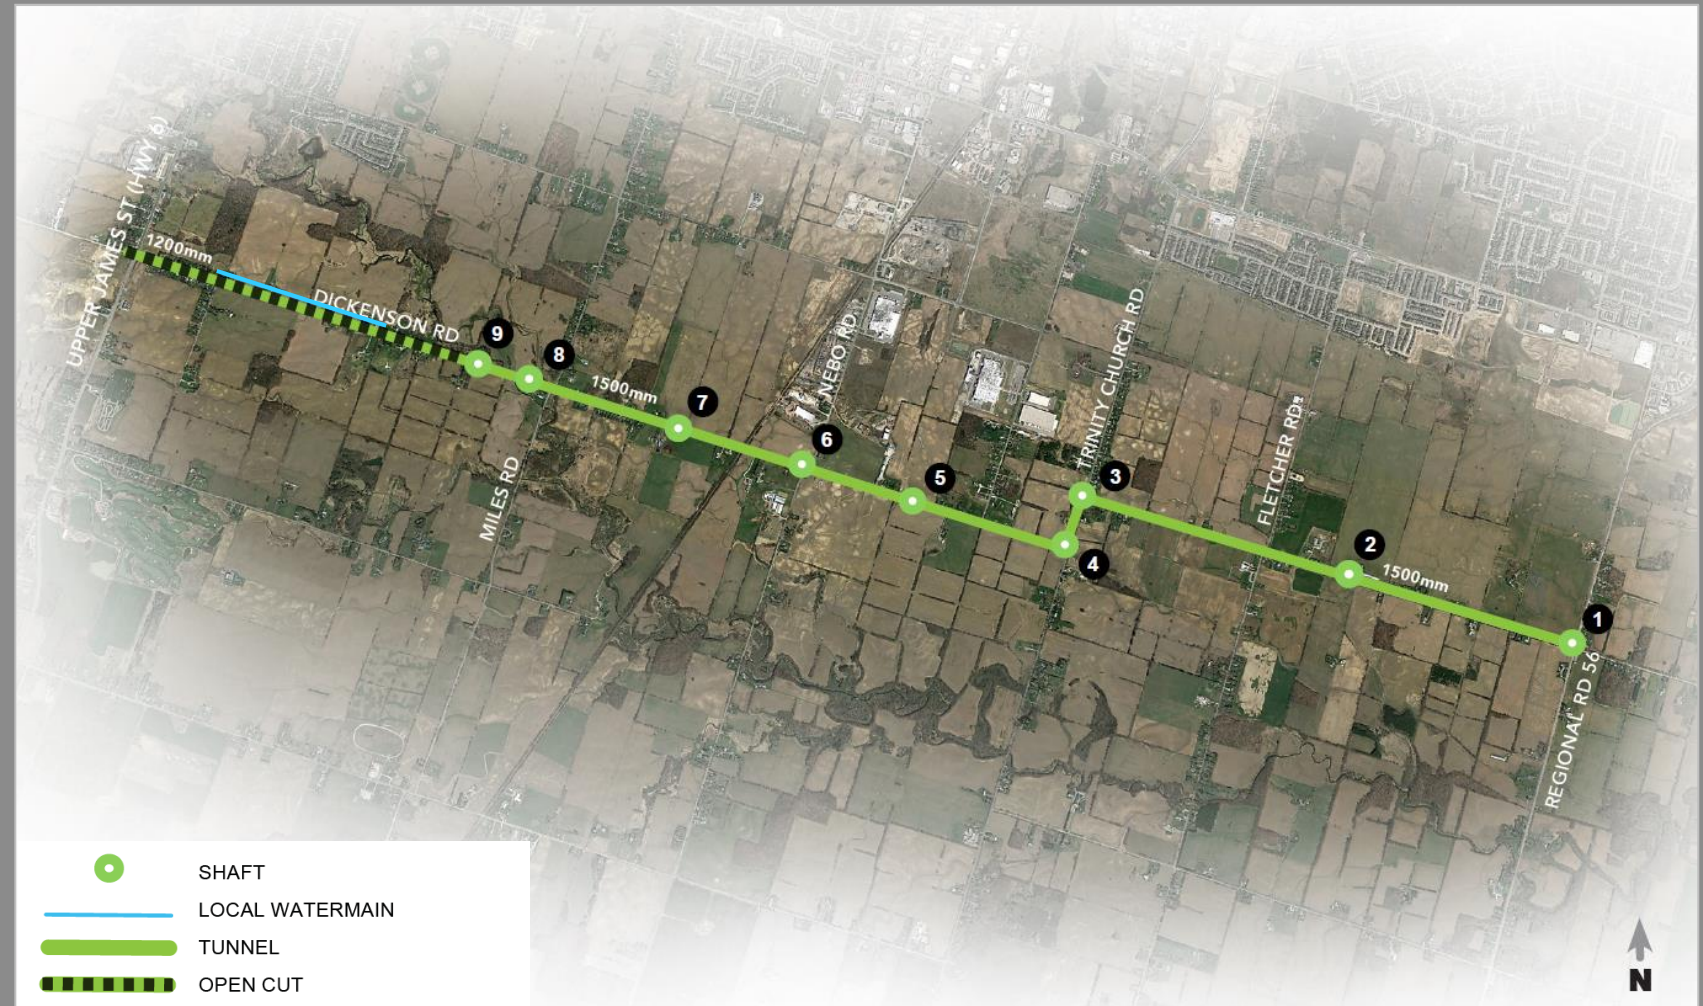 UPPER JAMES ST (HWY 6)
1200mm
DICKENSON RD
9
8
1500mm
7
NEBO RD
6
5
TRINITY CHURCH RD
3
4
FLETCHER RD
2
1500mm
1
MILES RD
REGIONAL RD 56
SHAFT
LOCAL WATERMAIN
TUNNEL
OPEN CUT
N